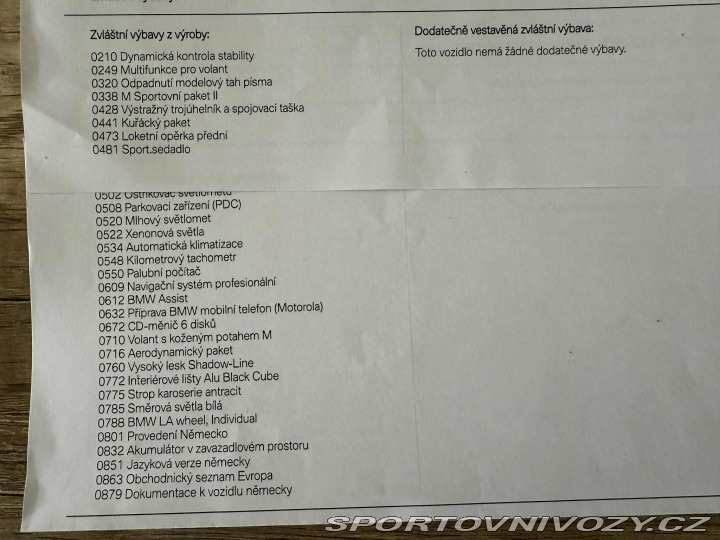 Zvláštní výbavy z výroby:
0210 Dynamická kontrola stability
0249 Multifunkce pro volant
0320 Odpadnutí modelový tah písma
0338 M Sportovní paket II
0428 Výstražný trojúhelník a spojovací taška
0441 Kuřácký paket
0473 Loketní opěrka přední
0481 Sport.sedadlo
Dodatečně vestavěná zvláštní výbava:
Toto vozidlo nemá žádné dodatečné výbavy.
0502 Ostřikovač světlometů
0508 Parkovací zařízení (PDC)
0520 Mlhový světlomet
0522 Xenonová světla
0534 Automatická klimatizace
0548 Kilometrový tachometr
0550 Palubní počítač
0609 Navigační systém profesionální
0612 BMW Assist
0632 Příprava BMW mobilní telefon (Motorola)
0672 CD-měnič 6 disků
0710 Volant s koženým potahem M
0716 Aerodynamický paket
0760 Vysoký lesk Shadow-Line
0772 Interiérové lišty Alu Black Cube
0775 Strop karoserie antracit
0785 Směrová světla bílá
0788 BMW LA wheel, Individual
0801 Provedení Německo
0832 Akumulátor v zavazadlovém prostoru
0851 Jazyková verze německy
0863 Obchodnický seznam Evropa
0879 Dokumentace k vozidlu německy
SPORTOVNIVOZY.CZ